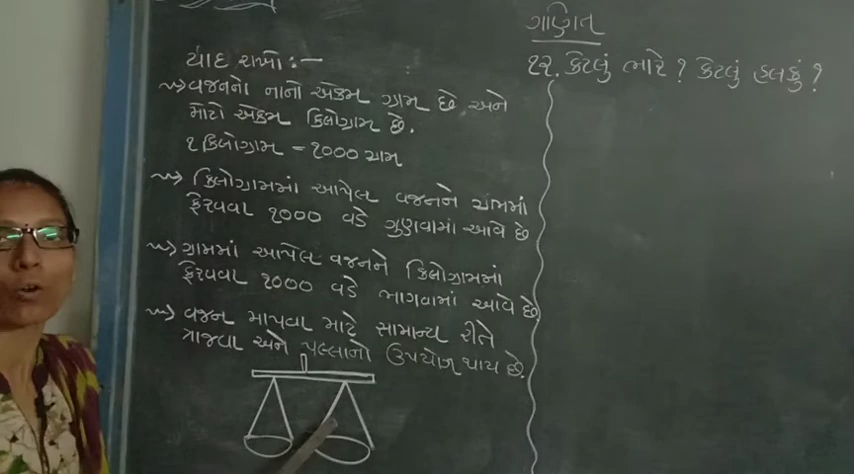 ગણિત
૧૨. કેટલું ભારે ? કેટલું હલકું ?
યાદ રાખો :-
વજનનો નાનો એકમ ગ્રામ છે અને
મોટો એકમ કિલોગ્રામ છે.
૧ કિલોગ્રામ = ૧૦૦૦ ગ્રામ
કિલોગ્રામમાં આપેલ વજનને ગ્રામમાં
ફેરવવા ૧૦૦૦ વડે ગુણવામાં આવે છે
ગ્રામમાં આપેલ વજનને કિલોગ્રામમાં
ફેરવવા ૧૦૦૦ વડે ભાગવામાં આવે છે
વજન માપવા માટે સામાન્ય રીતે
ત્રાજવા અને પલ્લાનો ઉપયોગ થાય છે.